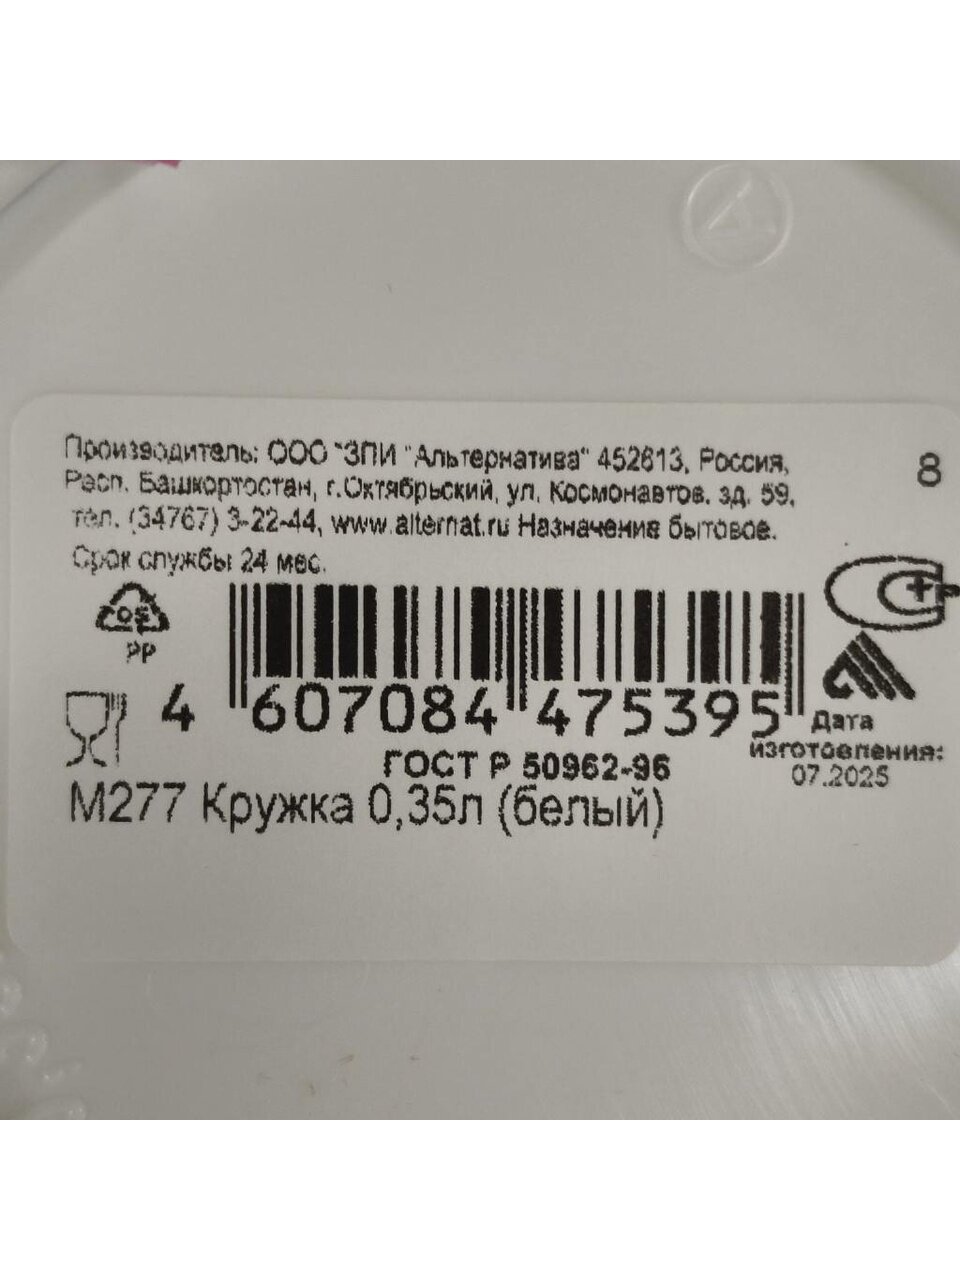 Производитель: ООО "ЗПИ "Альтернатива" 452613, Россия,
Респ. Башкортостан, г.Октябрьский, ул. Космонавтов, зд. 59,
тел. (34767) 3-22-44, www.alternat.ru Назначение бытовое.
Срок службы 24 мес.
8
05
PP
4 607084 475395
ГОСТ Р 50962-96
Дата
изготовления:
07.2025
М277 Кружка 0,35л (белый)